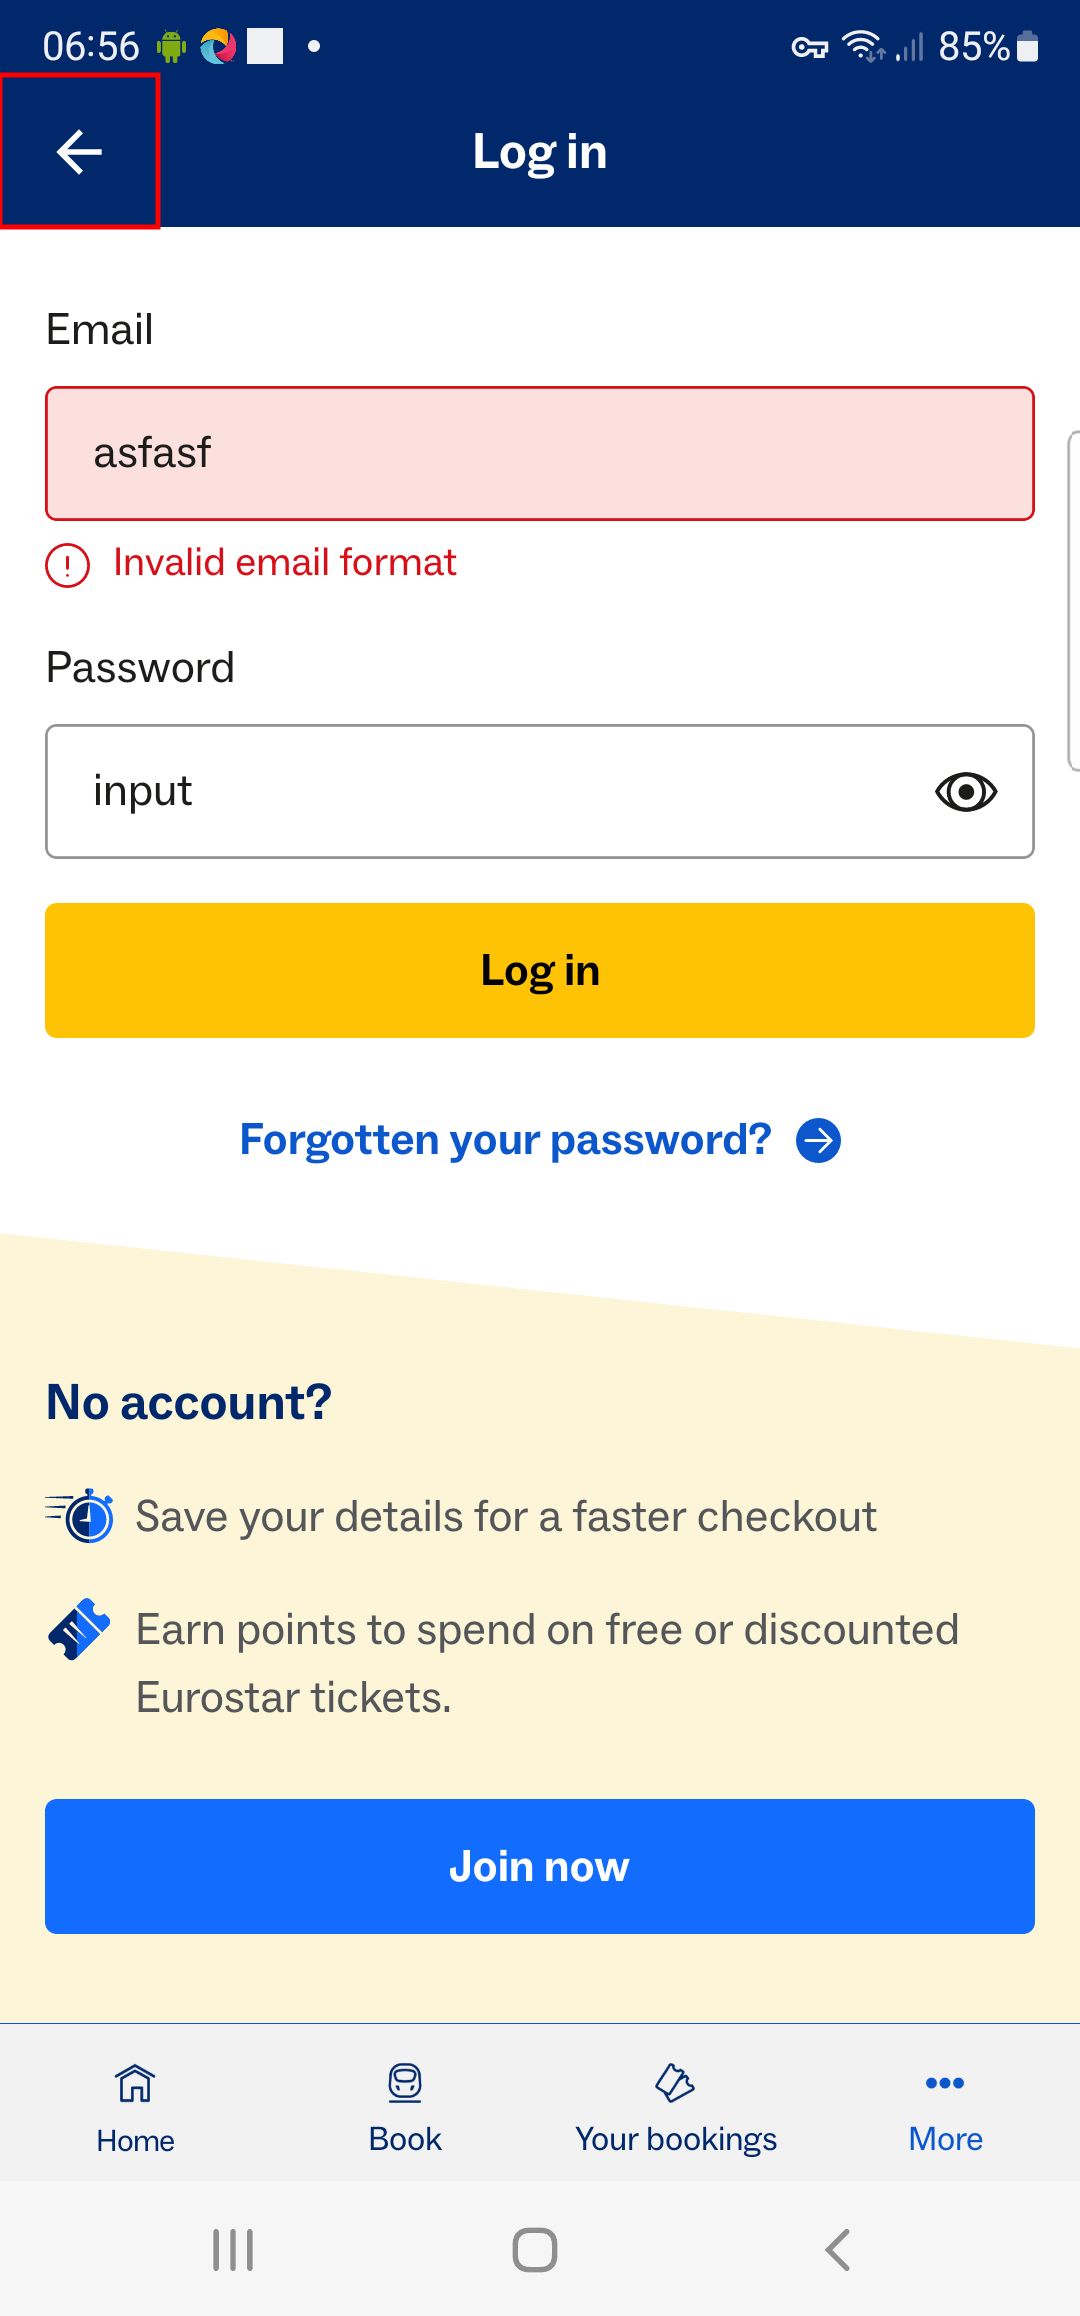 06:56
85%
Log in
Email
asfasf
Invalid email format
Password
input
Log in
Forgotten your password?
No account?
Save your details for a faster checkout
Earn points to spend on free or discounted
Eurostar tickets.
Join now
Home
Book
Your bookings
More